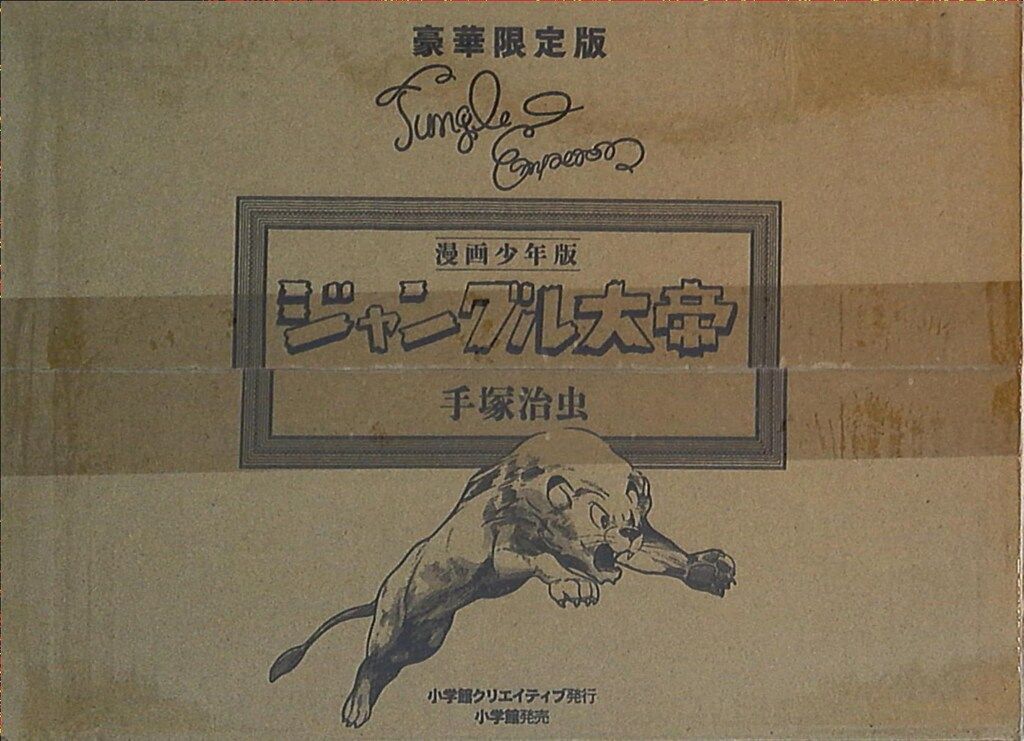 豪華限定版
Jungle
Emperor
漫画少年版
ジャングル大帝
手塚治虫
小学館クリエイティブ発行
小学館発売